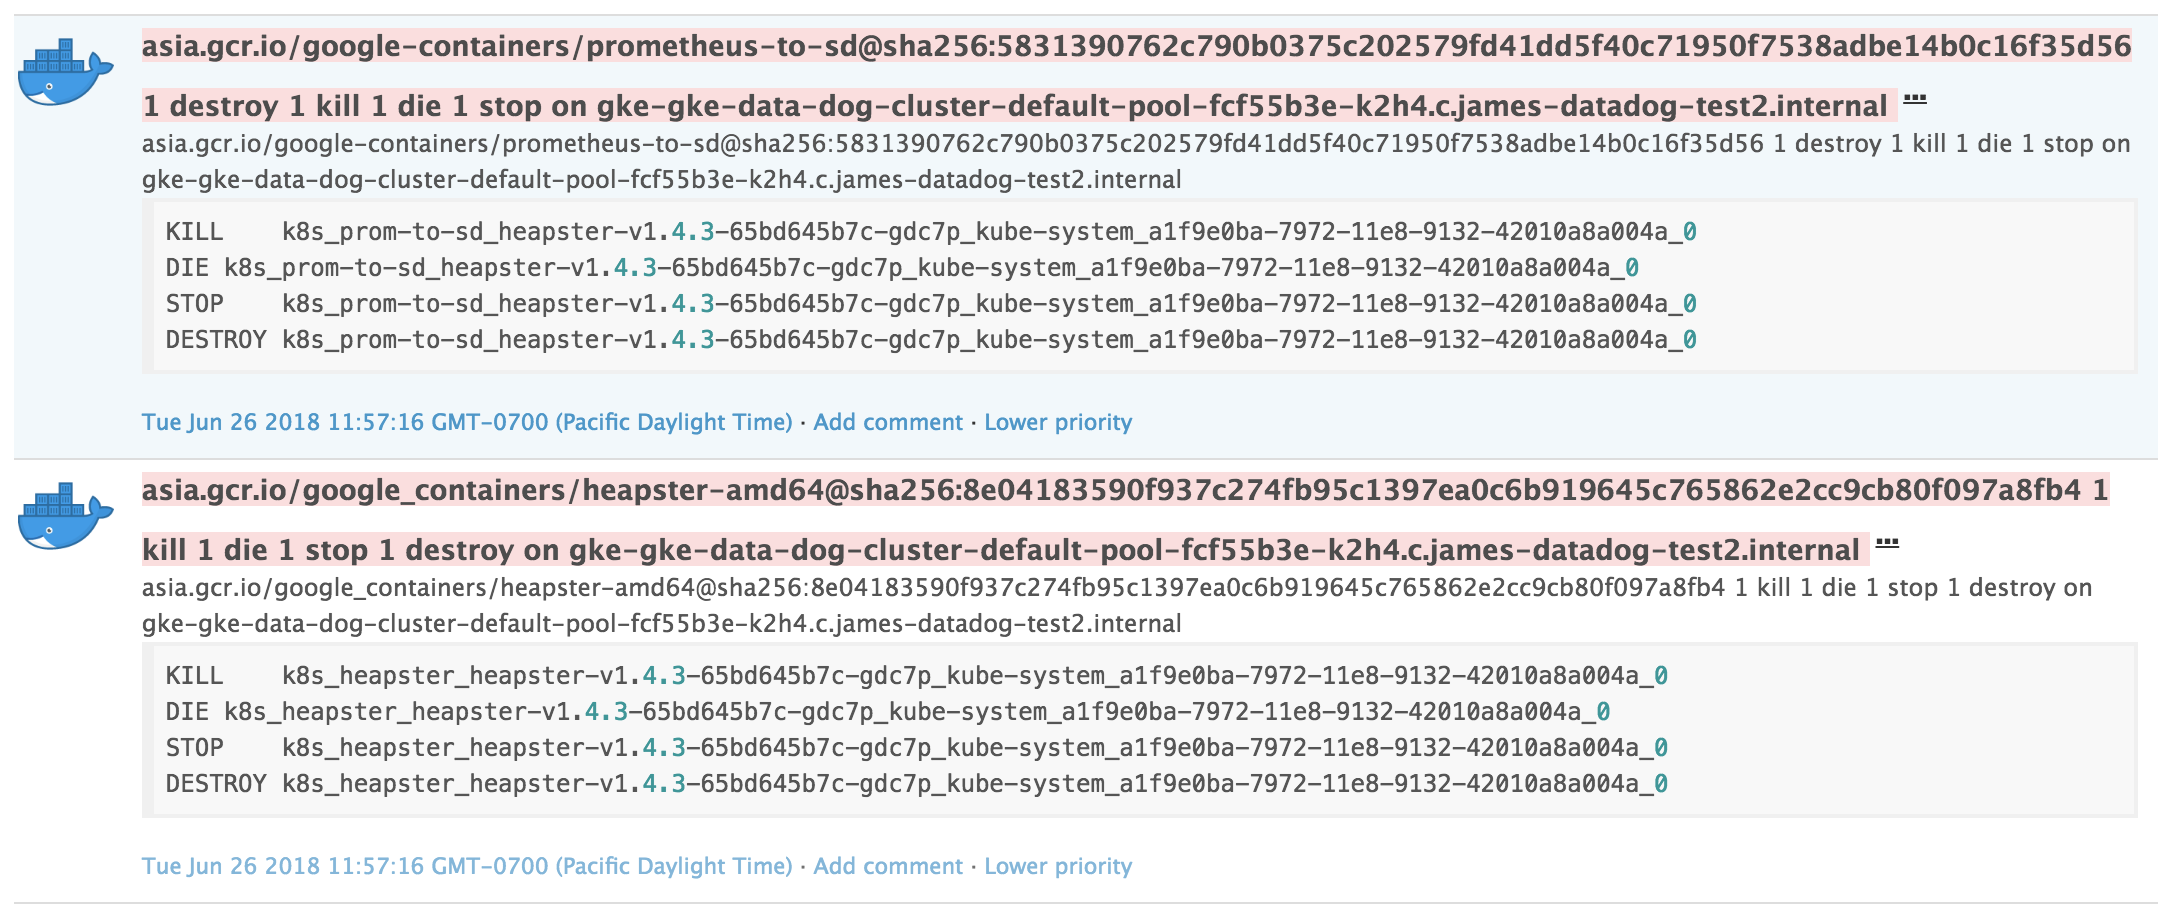 asia.gcr.io/google-containers/prometheus-to-sd@sha256:5831390762c790b0375c202579fd41dd5f40c71950f7538adbe14b0c16f35d56
1 destroy 1 kill 1 die 1 stop on gke-gke-data-dog-cluster-default-pool-fcf55b3e-k2h4.c.james-datadog-test2.internal ...
asia.gcr.io/google-containers/prometheus-to-sd@sha256:5831390762c790b0375c202579fd41dd5f40c71950f7538adbe14b0c16f35d56 1 destroy 1 kill 1 die 1 stop on
gke-gke-data-dog-cluster-default-pool-fcf55b3e-k2h4.c.james-datadog-test2.internal
KILL    k8s_prom-to-sd_heapster-v1.4.3-65bd645b7c-gdc7p_kube-system_a1f9e0ba-7972-11e8-9132-42010a8a004a_0
DIE k8s_prom-to-sd_heapster-v1.4.3-65bd645b7c-gdc7p_kube-system_a1f9e0ba-7972-11e8-9132-42010a8a004a_0
STOP    k8s_prom-to-sd_heapster-v1.4.3-65bd645b7c-gdc7p_kube-system_a1f9e0ba-7972-11e8-9132-42010a8a004a_0
DESTROY k8s_prom-to-sd_heapster-v1.4.3-65bd645b7c-gdc7p_kube-system_a1f9e0ba-7972-11e8-9132-42010a8a004a_0
Tue Jun 26 2018 11:57:16 GMT-0700 (Pacific Daylight Time) · Add comment · Lower priority
asia.gcr.io/google_containers/heapster-amd64@sha256:8e04183590f937c274fb95c1397ea0c6b919645c765862e2cc9cb80f097a8fb4 1
kill 1 die 1 stop 1 destroy on gke-gke-data-dog-cluster-default-pool-fcf55b3e-k2h4.c.james-datadog-test2.internal ...
asia.gcr.io/google_containers/heapster-amd64@sha256:8e04183590f937c274fb95c1397ea0c6b919645c765862e2cc9cb80f097a8fb4 1 kill 1 die 1 stop 1 destroy on
gke-gke-data-dog-cluster-default-pool-fcf55b3e-k2h4.c.james-datadog-test2.internal
KILL    k8s_heapster_heapster-v1.4.3-65bd645b7c-gdc7p_kube-system_a1f9e0ba-7972-11e8-9132-42010a8a004a_0
DIE k8s_heapster_heapster-v1.4.3-65bd645b7c-gdc7p_kube-system_a1f9e0ba-7972-11e8-9132-42010a8a004a_0
STOP    k8s_heapster_heapster-v1.4.3-65bd645b7c-gdc7p_kube-system_a1f9e0ba-7972-11e8-9132-42010a8a004a_0
DESTROY k8s_heapster_heapster-v1.4.3-65bd645b7c-gdc7p_kube-system_a1f9e0ba-7972-11e8-9132-42010a8a004a_0
Tue Jun 26 2018 11:57:16 GMT-0700 (Pacific Daylight Time) · Add comment · Lower priority